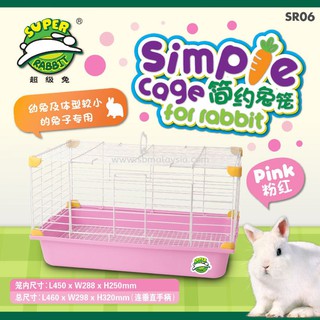 SR06
SUPER
RABBIT
超级兔
Simple
cage 简约兔笼
for rabbit
幼兔及体型较小
的兔子专用
Pink
粉红
笼内尺寸：L450 x W288 x H250mm
总尺寸：L460 x W298 x H320mm（连垂直手柄）